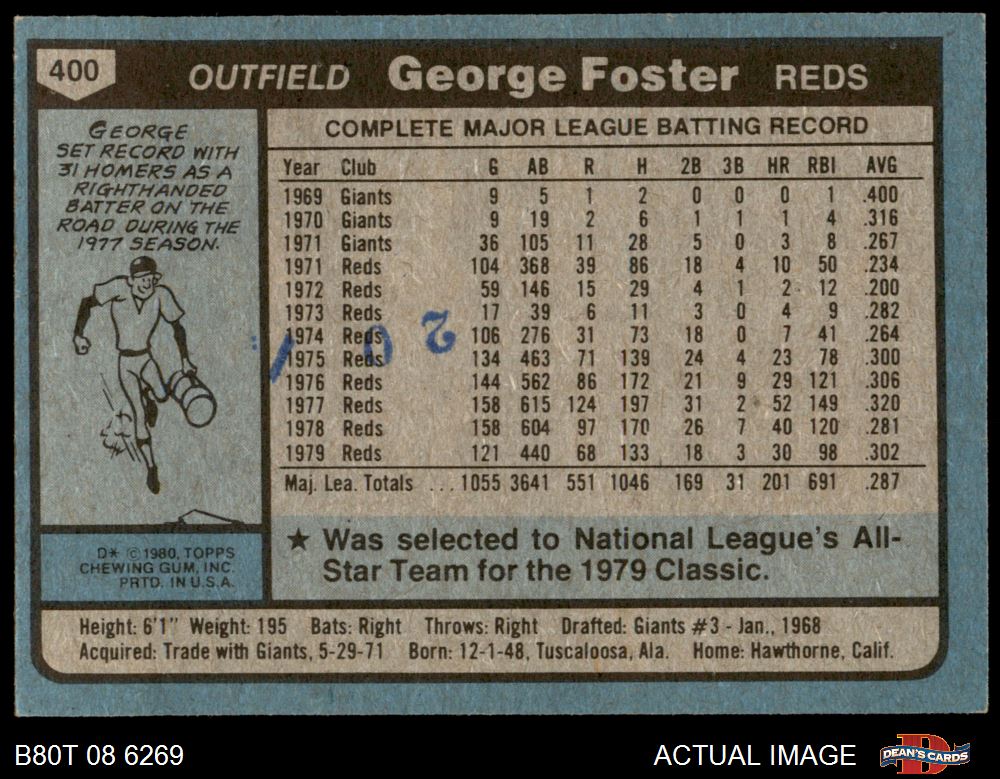 400
OUTFIELD George Foster REDS
GEORGE
SET RECORD WITH
31 HOMERS AS A
RIGHTHANDED
BATTER ON THE
ROAD DURING THE
1977 SEASON.
COMPLETE MAJOR LEAGUE BATTING RECORD
Year Club G AB R H 2B 3B HR RBI AVG
1969 Giants 9 5 1 2 0 0 0 1 .400
1970 Giants 9 19 2 6 1 1 1 4 .316
1971 Giants 36 105 11 28 5 0 3 8 .267
1971 Reds 104 368 39 86 18 4 10 50 .234
1972 Reds 59 146 15 29 4 1 2 12 .200
1973 Reds 17 39 6 11 3 0 4 9 .282
1974 Reds 106 276 31 73 18 0 7 41 .264
1975 Reds 134 463 71 139 24 4 23 78 .300
1976 Reds 144 562 86 172 21 9 29 121 .306
1977 Reds 158 615 124 197 31 2 52 149 .320
1978 Reds 158 604 97 170 26 7 40 120 .281
1979 Reds 121 440 68 133 18 3 30 98 .302
Maj. Lea. Totals ... 1055 3641 551 1046 169 31 201 691 .287
★ Was selected to National League's All-
Star Team for the 1979 Classic.
D* © 1980, TOPPS
CHEWING GUM, INC.
PRTD. IN U.S.A.
Height: 6'1" Weight: 195 Bats: Right Throws: Right Drafted: Giants #3 - Jan., 1968
Acquired: Trade with Giants, 5-29-71 Born: 12-1-48, Tuscaloosa, Ala. Home: Hawthorne, Calif.
B80T 08 6269
ACTUAL IMAGE
DEAN'S CARDS